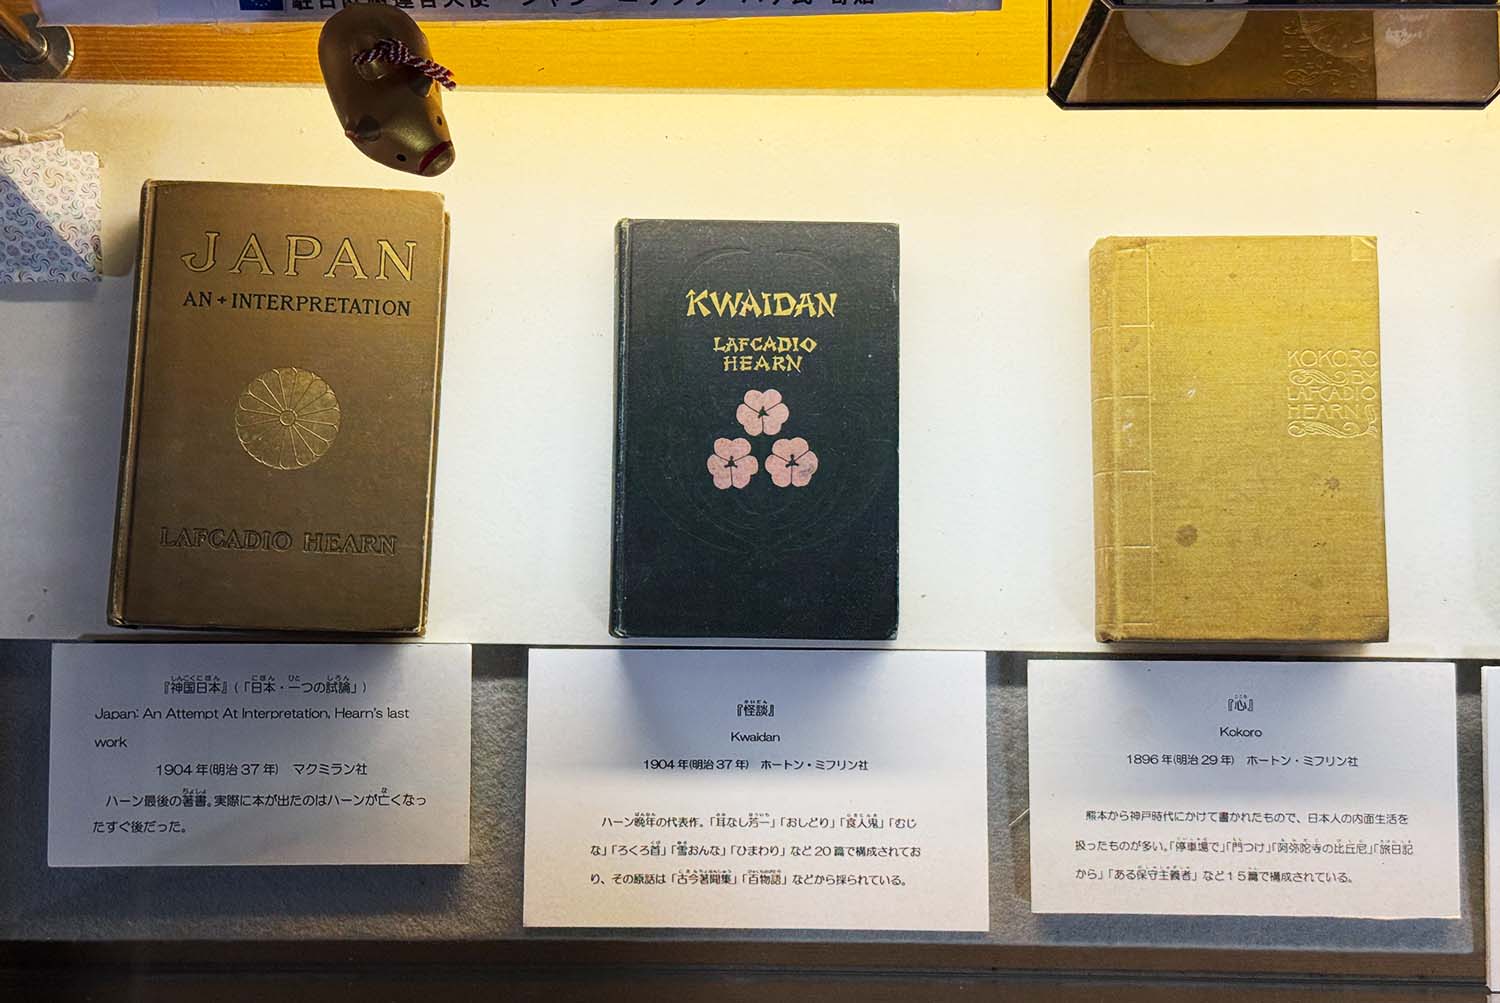 JAPAN
AN + INTERPRETATION
LAFCADIO HEARN
KWAIDAN
LAFCADIO
HEARN
KOKORO
BY
LAFCADIO
HEARN
『神国日本』(「日本・一つの試論」)
Japan: An Attempt At Interpretation, Hearn's last
work
1904年(明治37年) マクミラン社
ハーン最後の著書。実際に本が出たのはハーンが亡くなっ
たすぐ後だった。
『怪談』
Kwaidan
1904年(明治37年) ホートン・ミフリン社
ハーン晩年の代表作。「耳なし芳一」「おしどり」「食人鬼」「むじ
な」「ろくろ首」「雪おんな」「ひまわり」など20篇で構成されてお
り、その原話は「古今著聞集」「百物語」などから採られている。
『心』
Kokoro
1896年(明治29年) ホートン・ミフリン社
熊本から神戸時代にかけて書かれたもので、日本人の内面生活を
扱ったものが多い。「停車場で」「門つけ」「阿弥陀寺の比丘尼」「旅日記
から」「ある保守主義者」など15篇で構成されている。